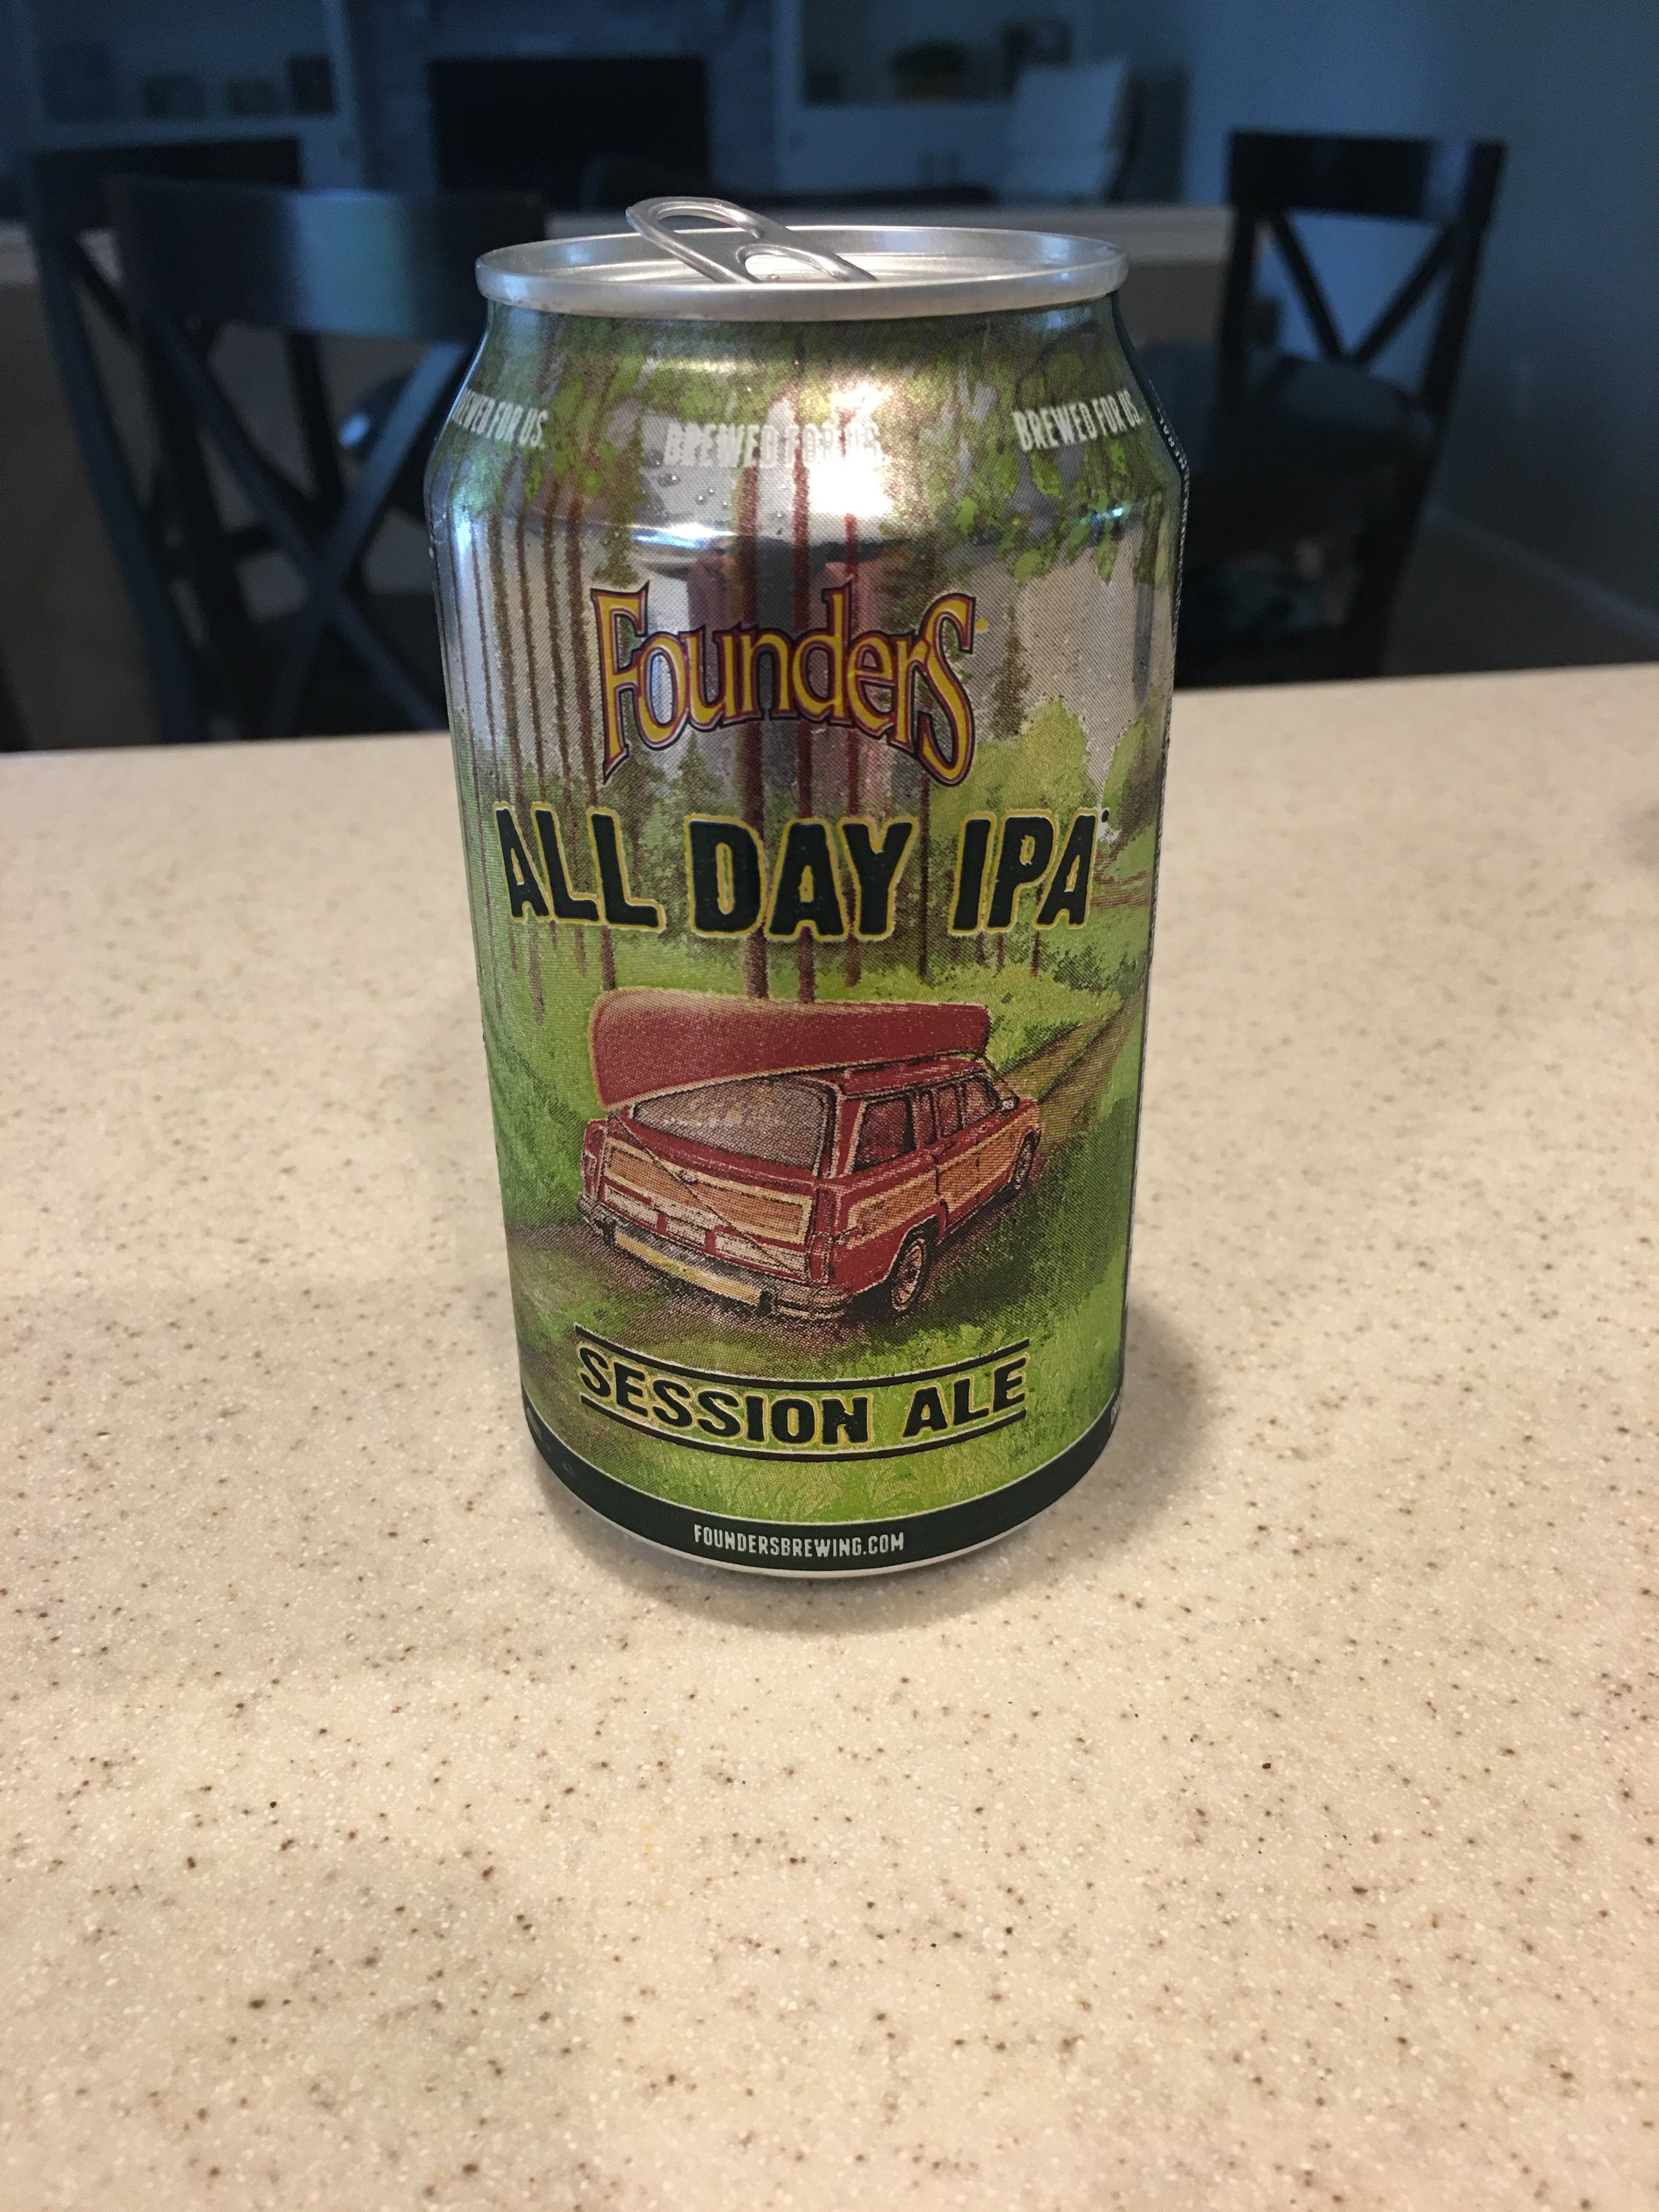 BREWED FOR US.
BREWED FOR US.
BREWED FOR US.
Founders
ALL DAY IPA
SESSION ALE
FOUNDERSBREWING.COM